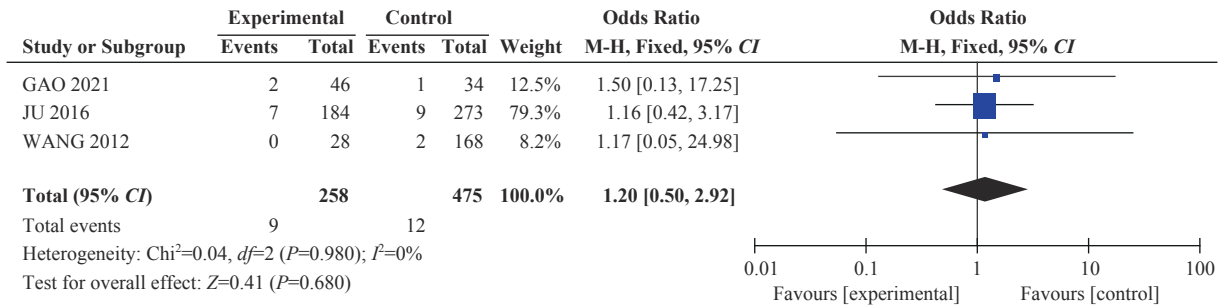 Experimental Control Odds Ratio Odds Ratio
Study or Subgroup Events Total Events Total Weight M-H, Fixed, 95% CI M-H, Fixed, 95% CI
GAO 2021 2 46 1 34 12.5% 1.50 [0.13, 17.25]
JU 2016 7 184 9 273 79.3% 1.16 [0.42, 3.17]
WANG 2012 0 28 2 168 8.2% 1.17 [0.05, 24.98]
Total (95% CI) 258 475 100.0% 1.20 [0.50, 2.92]
Total events 9 12
Heterogeneity: Chi²=0.04, df=2 (P=0.980); I²=0%
Test for overall effect: Z=0.41 (P=0.680)
0.01 0.1 1 10 100
Favours [experimental] Favours [control]